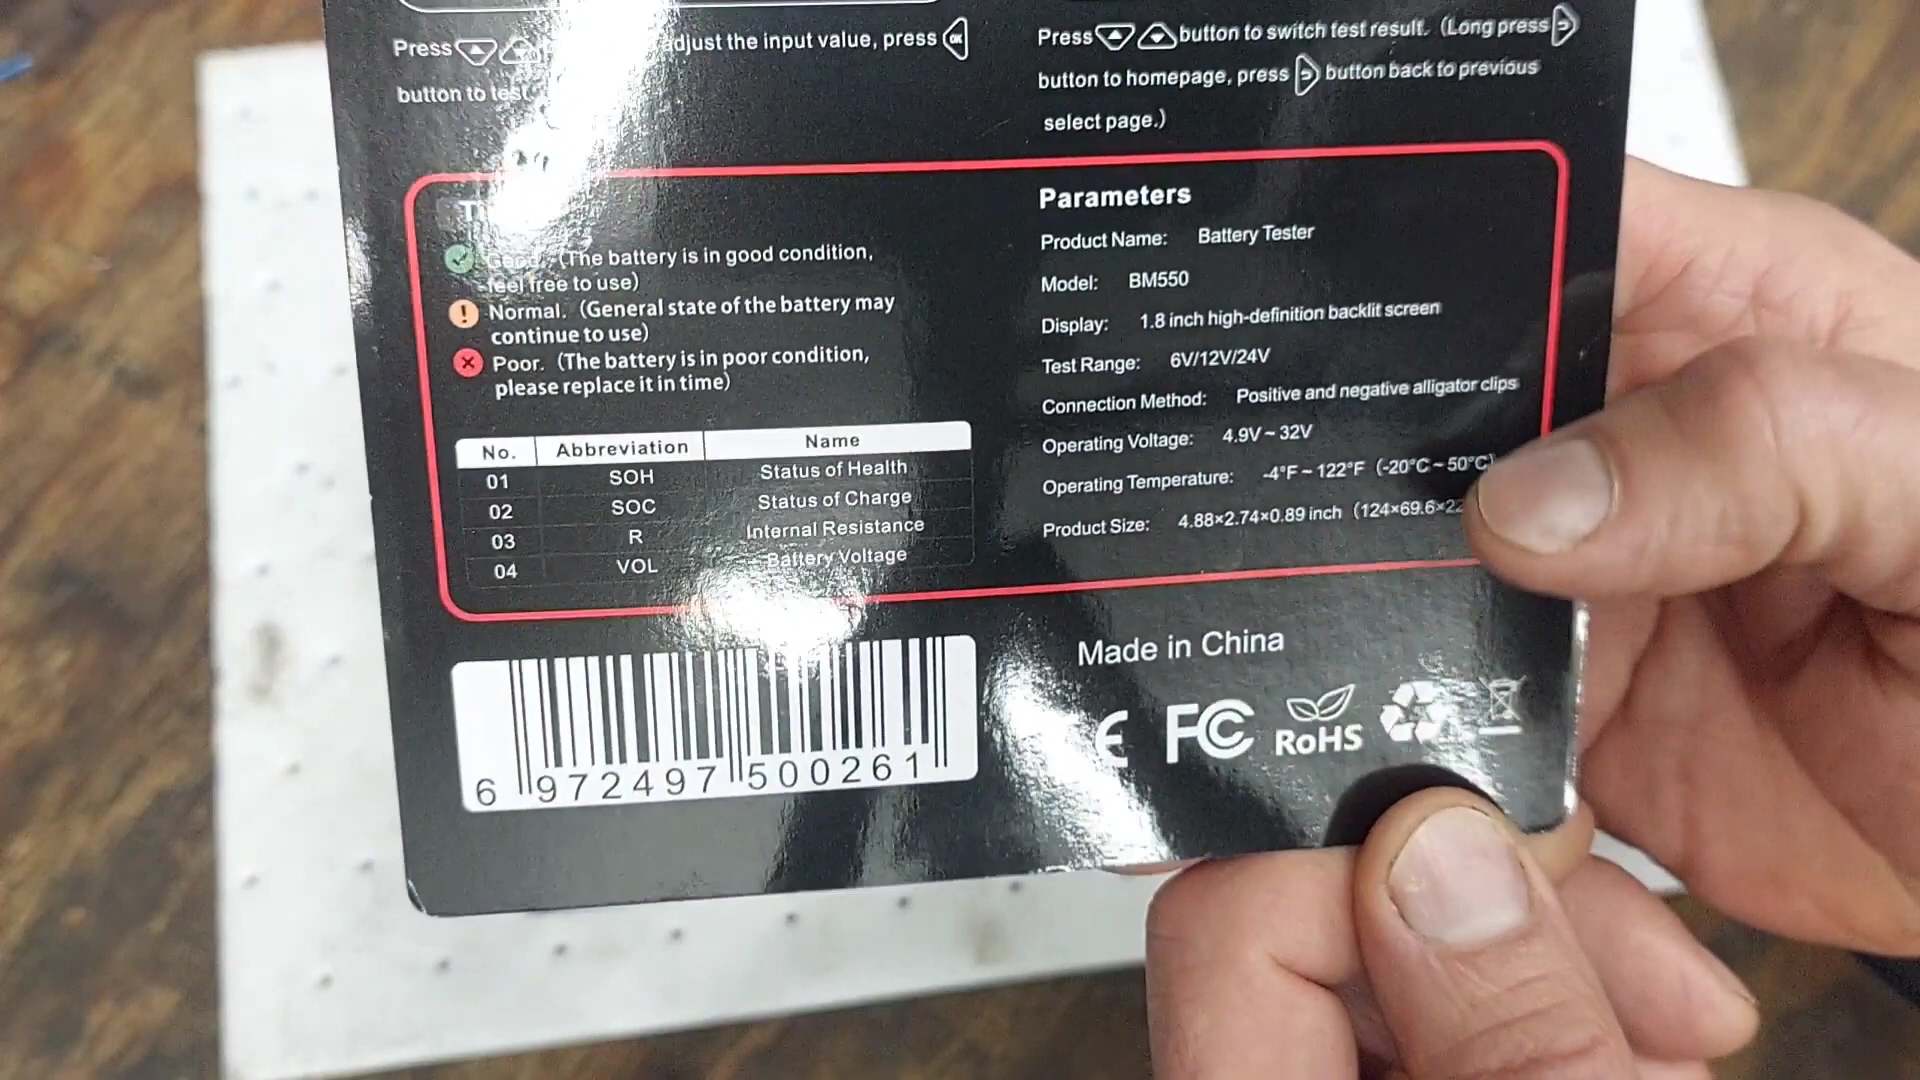 Press adjust the input value, press OK
button to test.
Press button to switch test result. (Long press
button to homepage, press button back to previous
select page.)
Good. (The battery is in good condition,
feel free to use)
Normal. (General state of the battery may
continue to use)
Poor. (The battery is in poor condition,
please replace it in time)
No. Abbreviation Name
01 SOH Status of Health
02 SOC Status of Charge
03 R Internal Resistance
04 VOL Battery Voltage
Parameters
Product Name: Battery Tester
Model: BM550
Display: 1.8 inch high-definition backlit screen
Test Range: 6V/12V/24V
Connection Method: Positive and negative alligator clips
Operating Voltage: 4.9V~32V
Operating Temperature: -4°F~122°F (-20°C~50°C)
Product Size: 4.88×2.74×0.89 inch (124×69.6×22
6 972497 500261
Made in China
CE FC RoHS